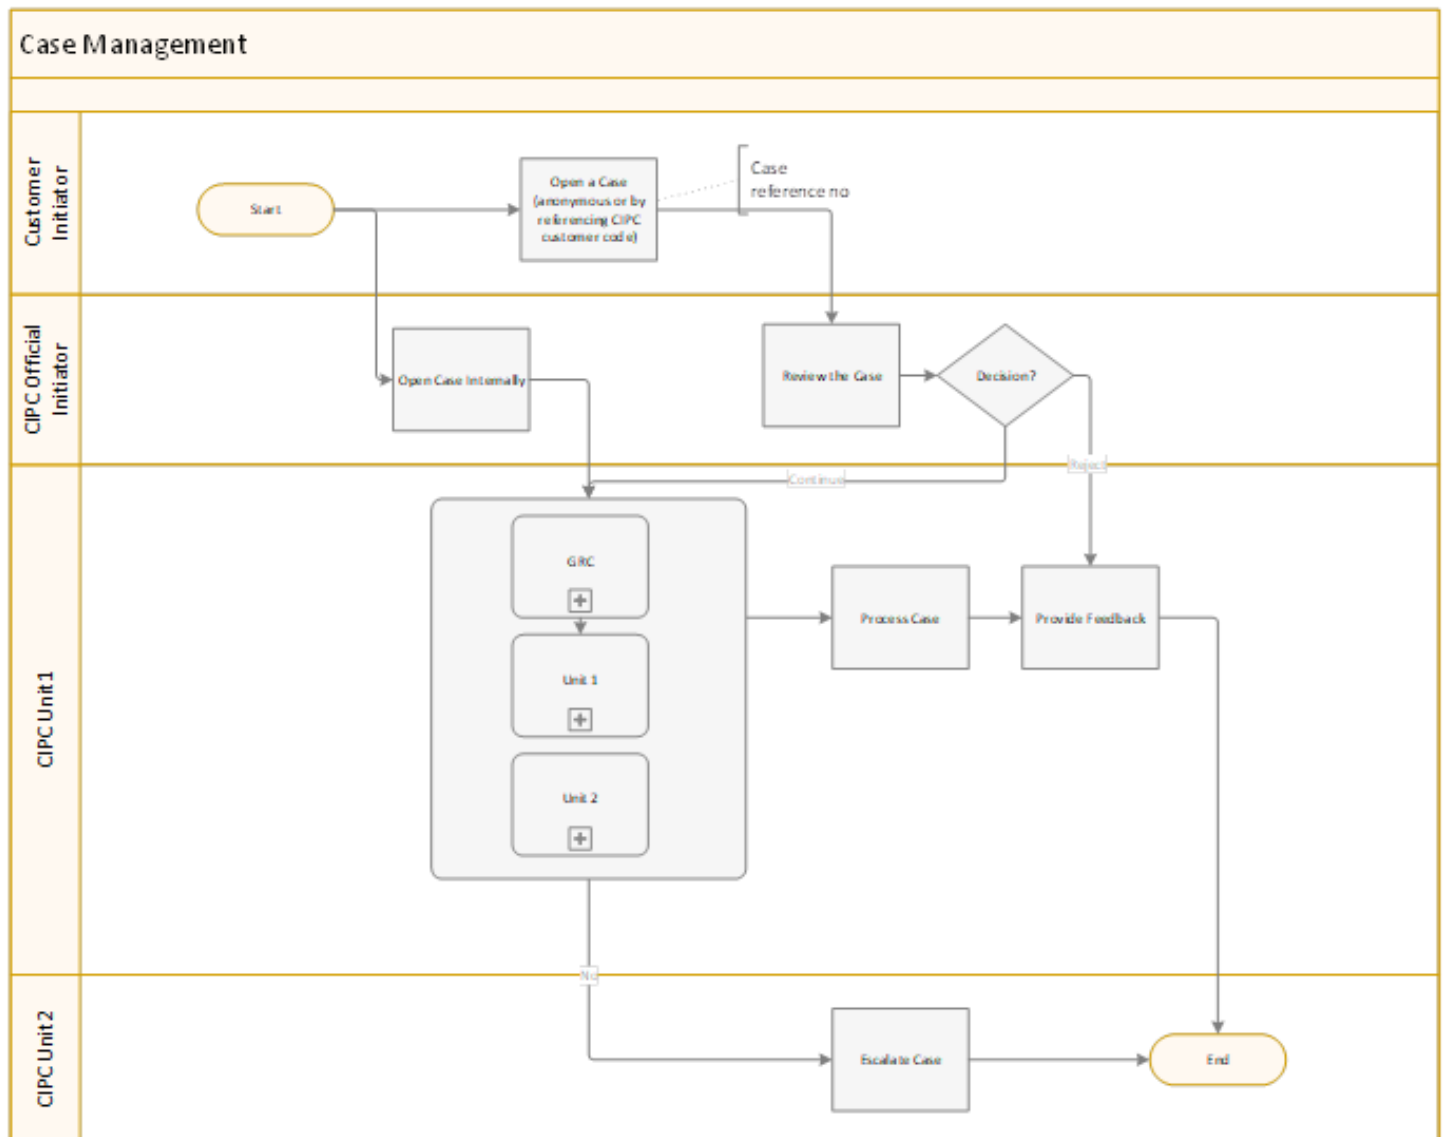 Case Management
Customer
Initiator
Start
Open a Case
(anonymous or by
referencing CIPC
customer code)
Case
reference no
CIPC Official
Initiator
Open Case Internally
Review the Case
Decision?
Reject
Continue
CIPC Unit1
GRC
Unit 1
Unit 2
Process Case
Provide Feedback
No
CIPC Unit2
Escalate Case
End